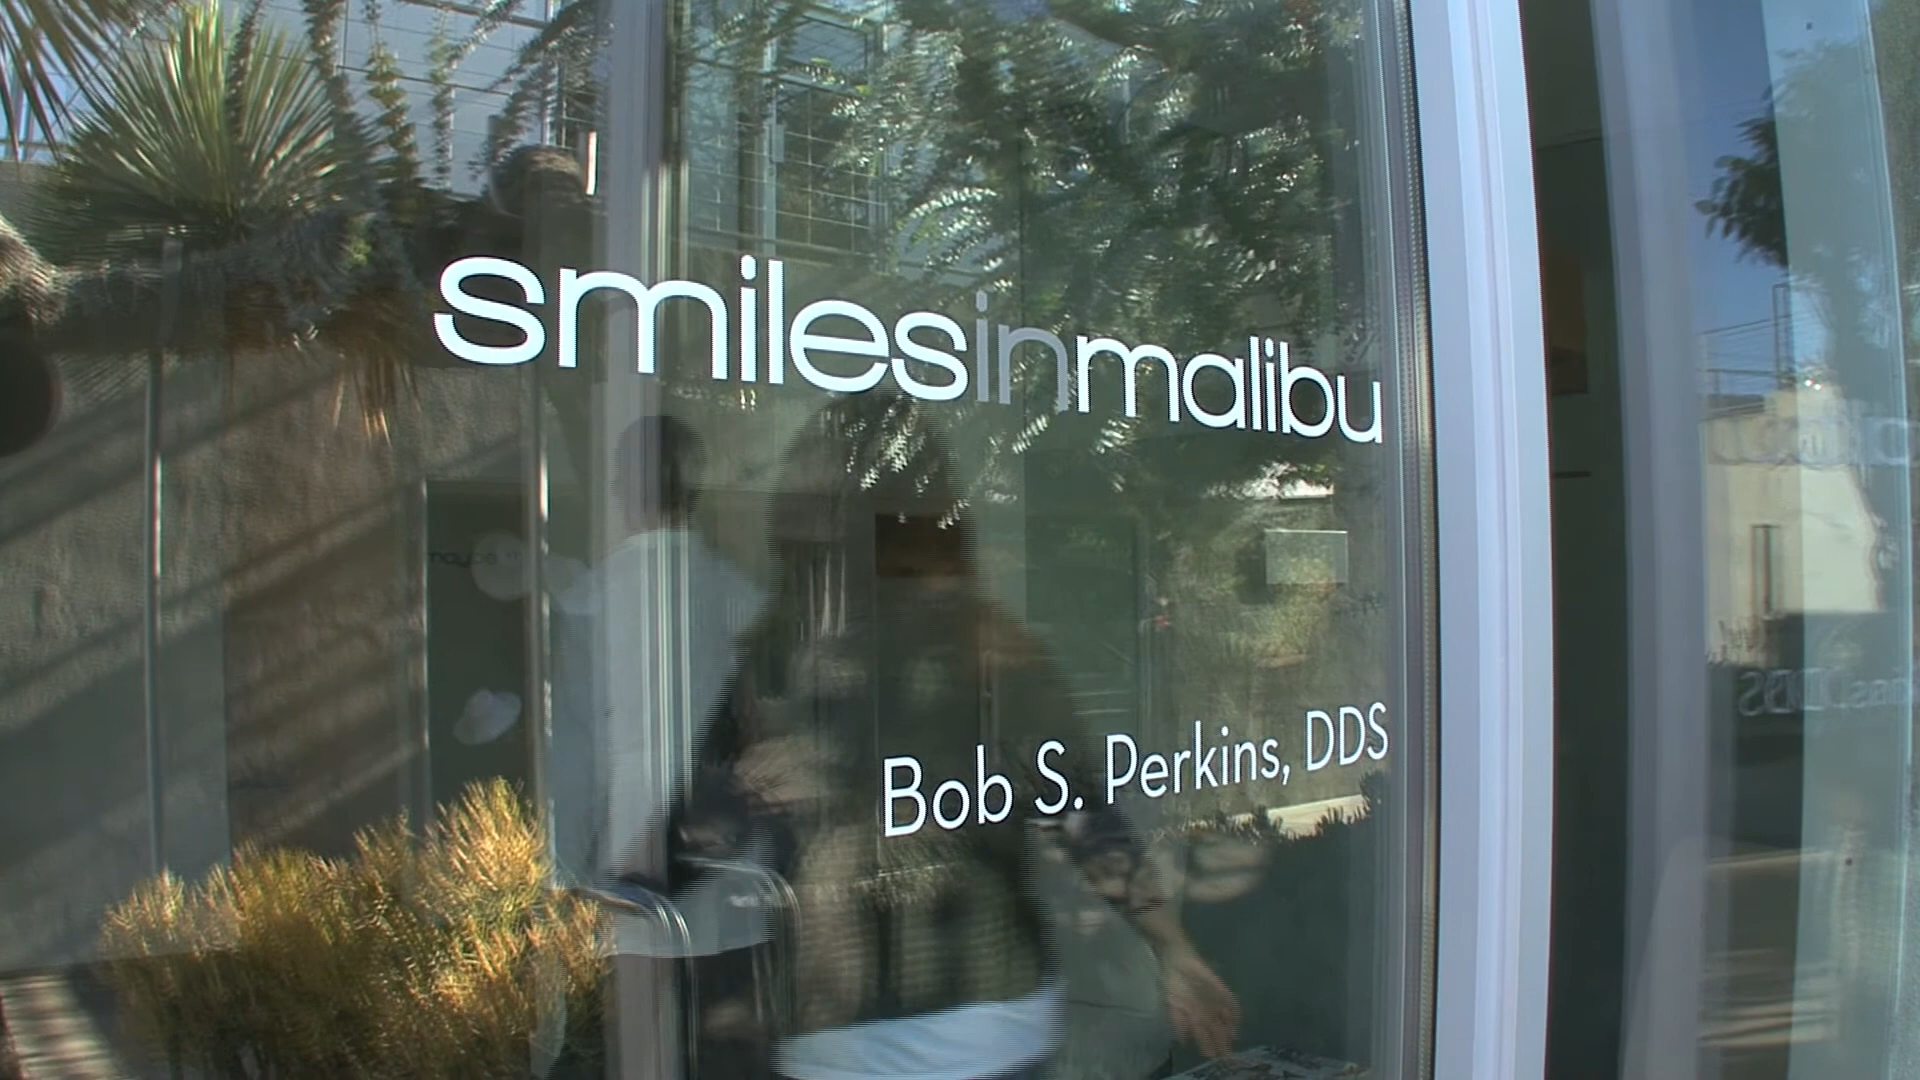 smilesinmalibu
Bob S. Perkins, DDS